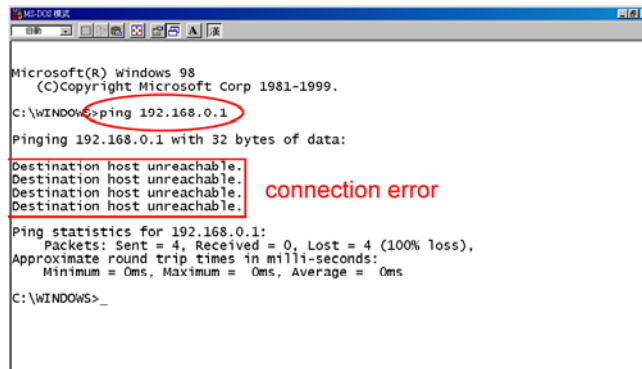 MS-DOS 模式
自動
A 漢
Microsoft(R) Windows 98
(C)Copyright Microsoft Corp 1981-1999.
C:\WINDOWS>ping 192.168.0.1
Pinging 192.168.0.1 with 32 bytes of data:
Destination host unreachable.
Destination host unreachable.
Destination host unreachable.
Destination host unreachable.
connection error
Ping statistics for 192.168.0.1:
Packets: Sent = 4, Received = 0, Lost = 4 (100% loss),
Approximate round trip times in milli-seconds:
Minimum = 0ms, Maximum = 0ms, Average = 0ms
C:\WINDOWS>_